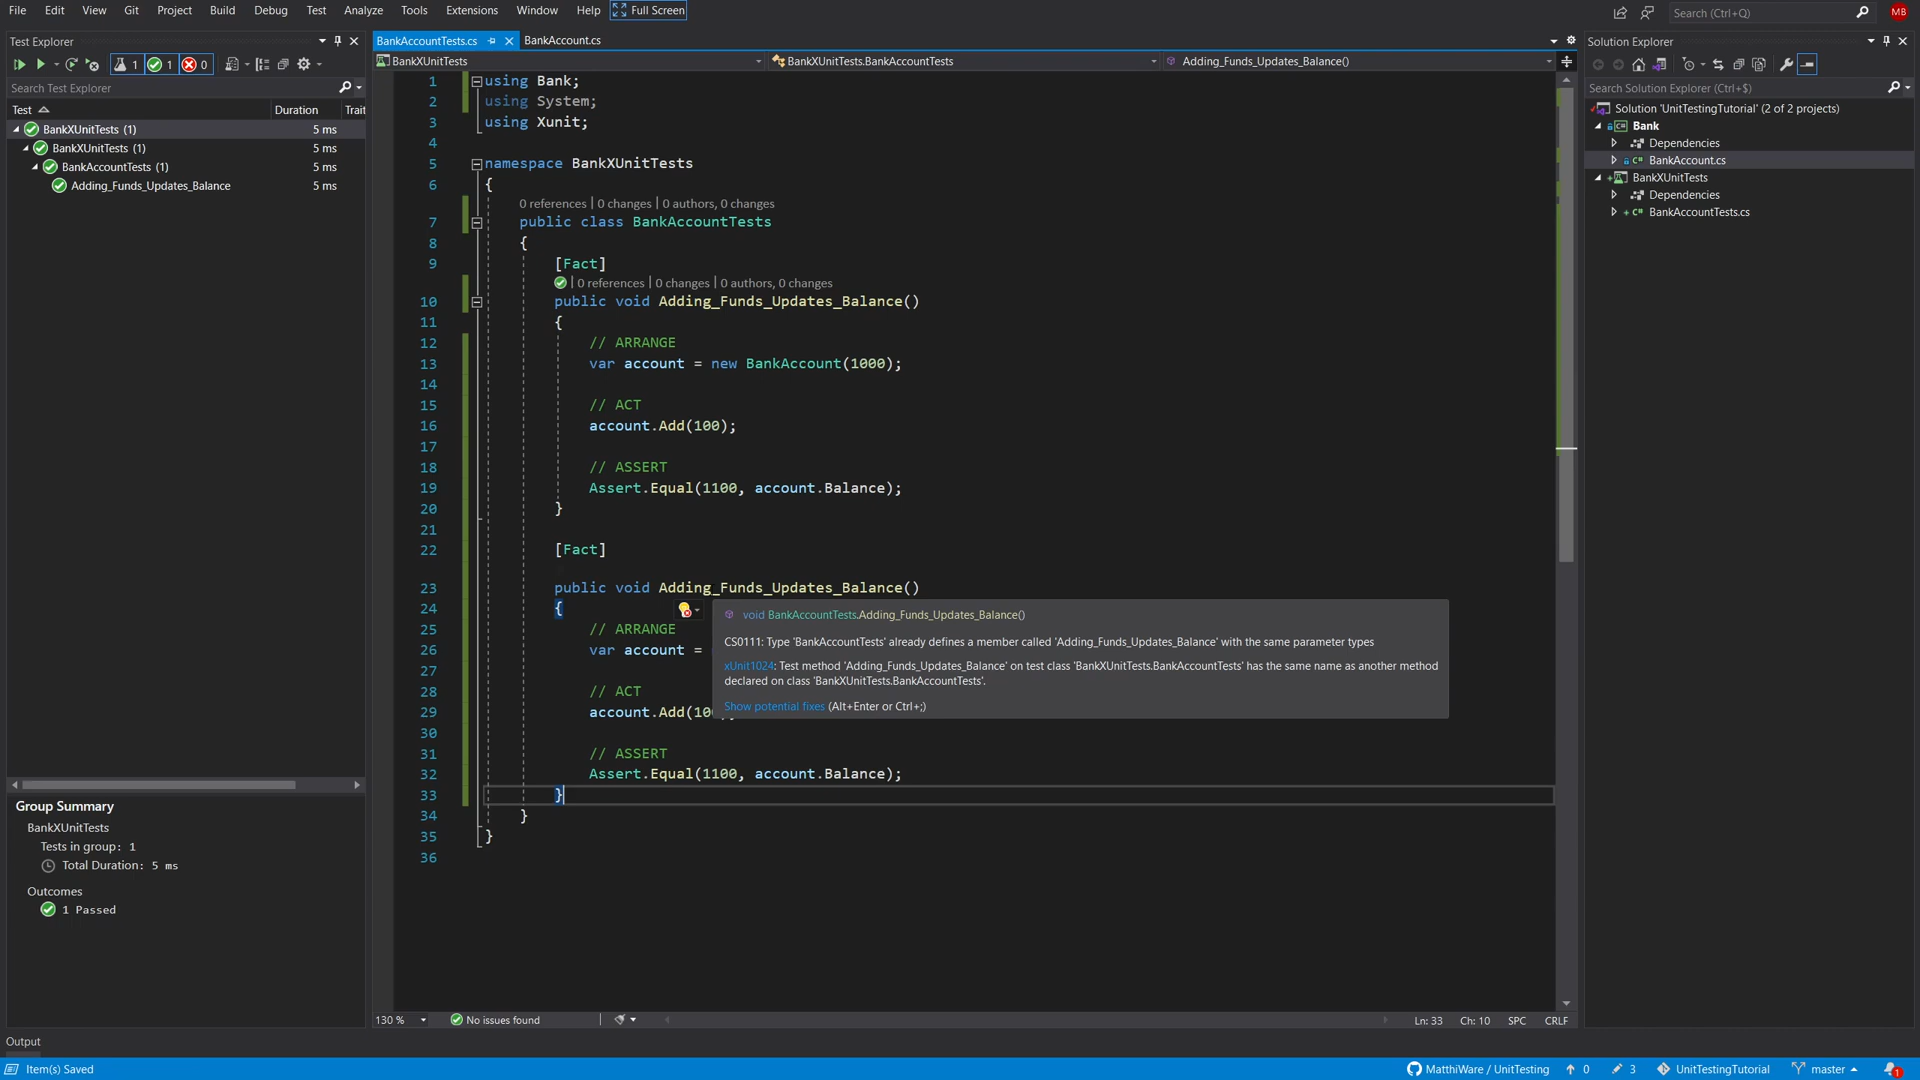 File Edit View Git Project Build Debug Test Analyze Tools Extensions Window Help Full Screen Search (Ctrl+Q) MB
Test Explorer
1 1 0
Search Test Explorer
Test Duration Trait
BankXUnitTests (1) 5 ms
BankXUnitTests (1) 5 ms
BankAccountTests (1) 5 ms
Adding_Funds_Updates_Balance 5 ms
Group Summary
BankXUnitTests
Tests in group: 1
Total Duration: 5 ms
Outcomes
1 Passed
BankAccountTests.cs BankAccount.cs
BankXUnitTests BankXUnitTests.BankAccountTests Adding_Funds_Updates_Balance()
1 using Bank;
2 using System;
3 using Xunit;
4
5 namespace BankXUnitTests
6 {
0 references | 0 changes | 0 authors, 0 changes
7 public class BankAccountTests
8 {
9 [Fact]
| 0 references | 0 changes | 0 authors, 0 changes
10 public void Adding_Funds_Updates_Balance()
11 {
12 // ARRANGE
13 var account = new BankAccount(1000);
14
15 // ACT
16 account.Add(100);
17
18 // ASSERT
19 Assert.Equal(1100, account.Balance);
20 }
21
22 [Fact]
23 public void Adding_Funds_Updates_Balance()
24 {
25 // ARRANGE
26 var account =
27
28 // ACT
29 account.Add(100);
30
31 // ASSERT
32 Assert.Equal(1100, account.Balance);
33 }
34 }
35 }
36
void BankAccountTests.Adding_Funds_Updates_Balance()
CS0111: Type 'BankAccountTests' already defines a member called 'Adding_Funds_Updates_Balance' with the same parameter types
xUnit1024: Test method 'Adding_Funds_Updates_Balance' on test class 'BankXUnitTests.BankAccountTests' has the same name as another method
declared on class 'BankXUnitTests.BankAccountTests'.
Show potential fixes (Alt+Enter or Ctrl+;)
130 % No issues found Ln: 33 Ch: 10 SPC CRLF
Solution Explorer
Search Solution Explorer (Ctrl+$)
Solution 'UnitTestingTutorial' (2 of 2 projects)
Bank
Dependencies
BankAccount.cs
BankXUnitTests
Dependencies
BankAccountTests.cs
Output
Item(s) Saved MatthiWare / UnitTesting 0 3 UnitTestingTutorial master 1